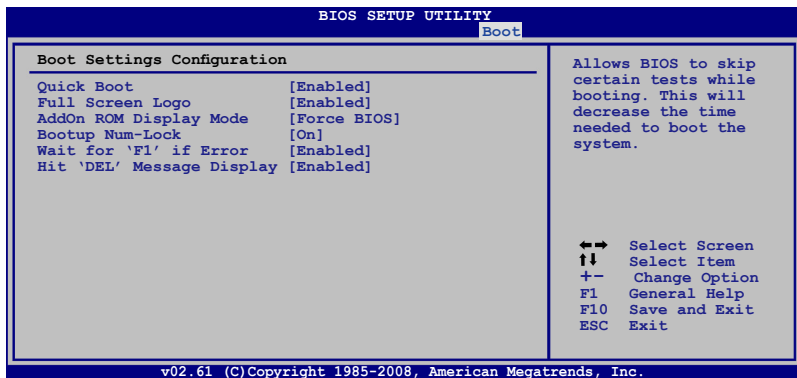 BIOS SETUP UTILITY
Boot
Boot Settings Configuration
Quick Boot [Enabled]
Full Screen Logo [Enabled]
AddOn ROM Display Mode [Force BIOS]
Bootup Num-Lock [On]
Wait for ‘F1’ if Error [Enabled]
Hit ‘DEL’ Message Display [Enabled]
Allows BIOS to skip
certain tests while
booting. This will
decrease the time
needed to boot the
system.
←→ Select Screen
↑↓ Select Item
+- Change Option
F1 General Help
F10 Save and Exit
ESC Exit
v02.61 (C)Copyright 1985-2008, American Megatrends, Inc.